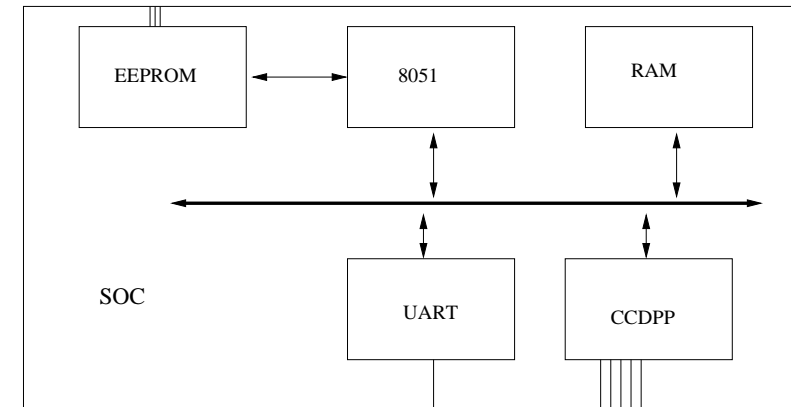 EEPROM
8051
RAM
SOC
UART
CCDPP